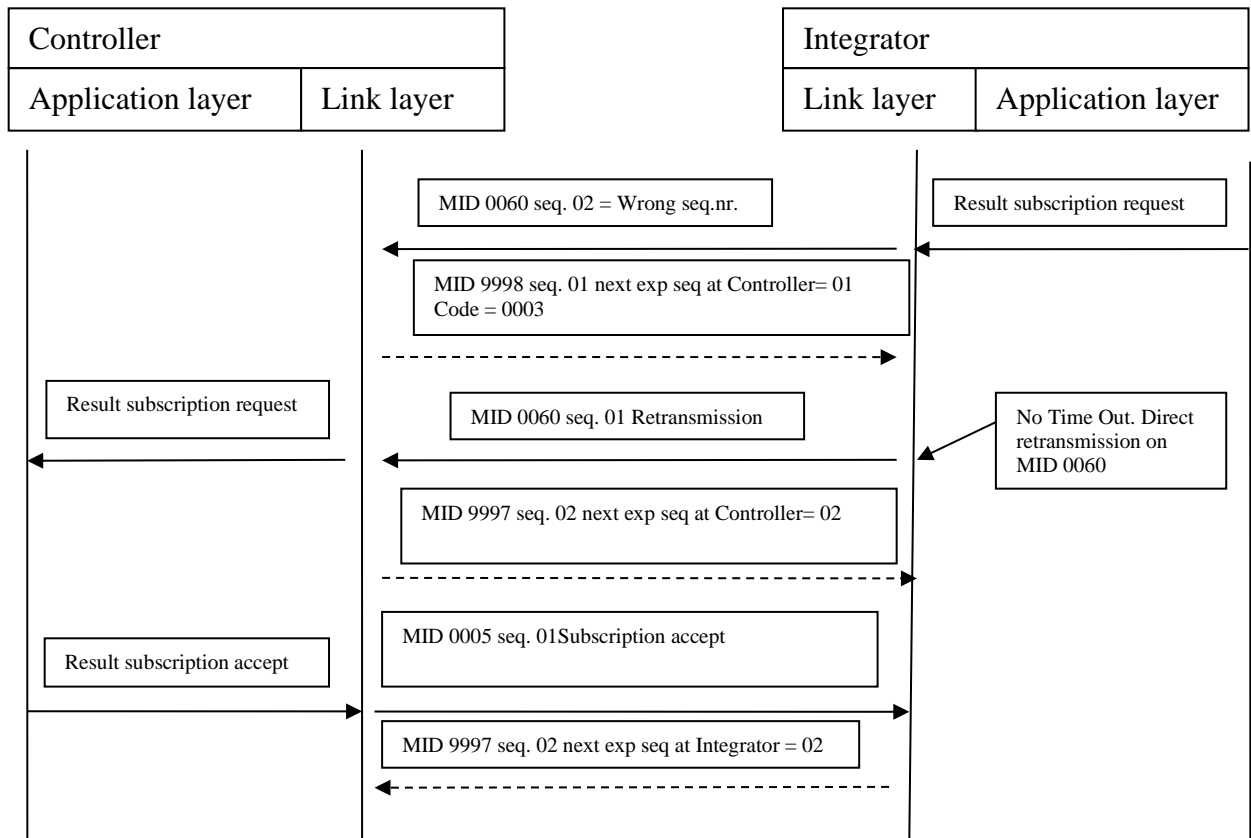 Controller
Integrator
Application layer
Link layer
Link layer
Application layer
MID 0060 seq. 02 = Wrong seq.nr.
Result subscription request
MID 9998 seq. 01 next exp seq at Controller= 01
Code = 0003
Result subscription request
MID 0060 seq. 01 Retransmission
No Time Out. Direct
retransmission on
MID 0060
MID 9997 seq. 02 next exp seq at Controller= 02
MID 0005 seq. 01Subscription accept
Result subscription accept
MID 9997 seq. 02 next exp seq at Integrator = 02